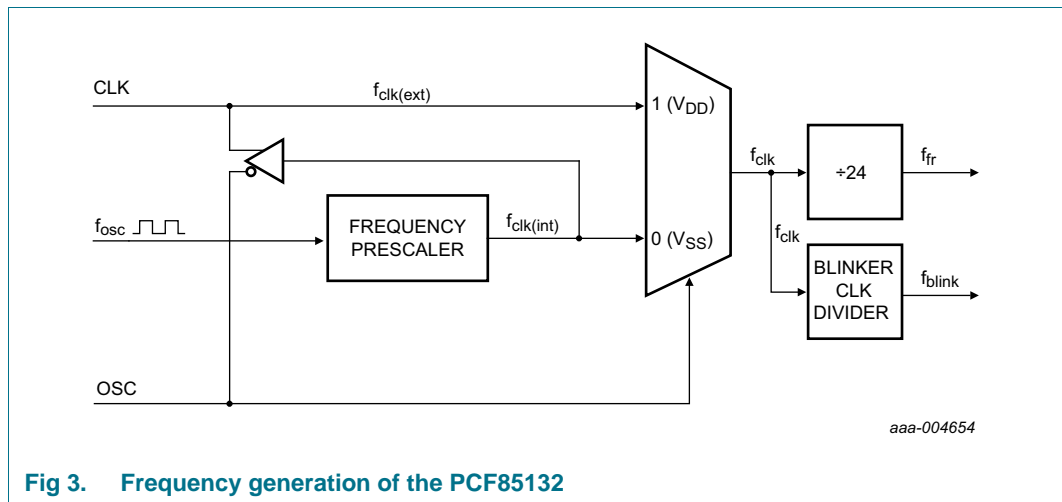 CLK
fclk(ext)
1 (VDD)
fclk
÷24
ffr
fosc
FREQUENCY
PRESCALER
fclk(int)
0 (VSS)
fclk
BLINKER
CLK
DIVIDER
fblink
OSC
aaa-004654
Fig 3. Frequency generation of the PCF85132